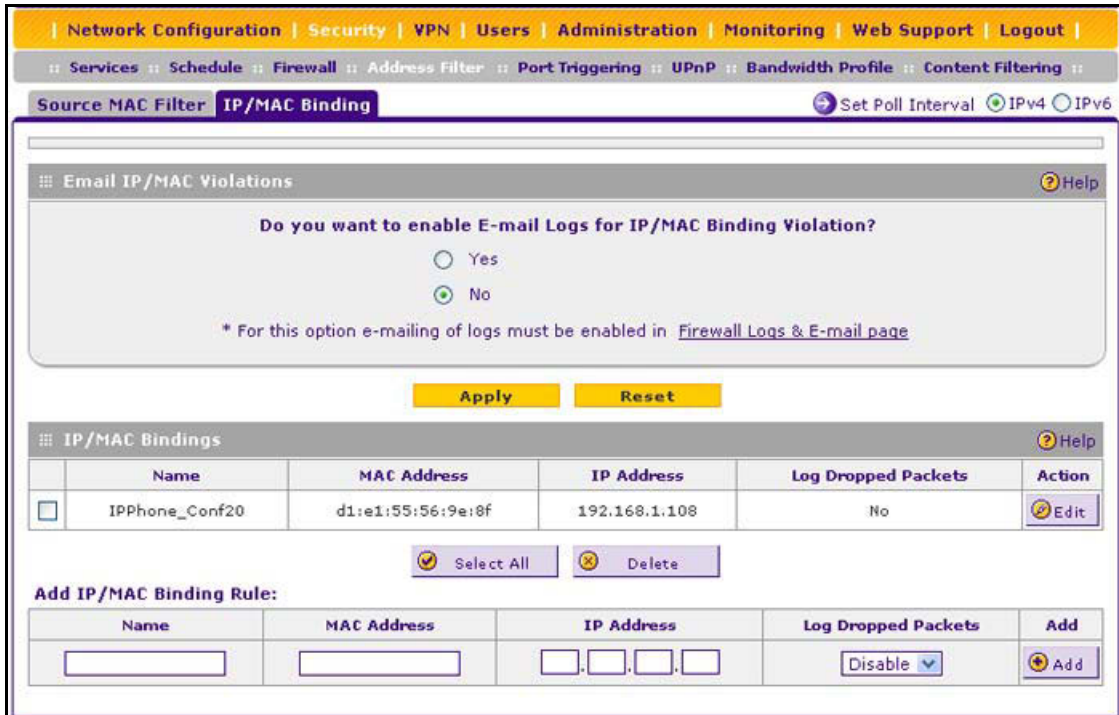 | Network Configuration | Security | VPN | Users | Administration | Monitoring | Web Support | Logout |
:: Services :: Schedule :: Firewall :: Address Filter :: Port Triggering :: UPnP :: Bandwidth Profile :: Content Filtering ::
Source MAC Filter IP/MAC Binding Set Poll Interval IPv4 IPv6
Email IP/MAC Violations Help
Do you want to enable E-mail Logs for IP/MAC Binding Violation?
Yes
No
* For this option e-mailing of logs must be enabled in Firewall Logs & E-mail page
Apply Reset
IP/MAC Bindings Help
Name MAC Address IP Address Log Dropped Packets Action
IPPhone_Conf20 d1:e1:55:56:9e:8f 192.168.1.108 No Edit
Select All Delete
Add IP/MAC Binding Rule:
Name MAC Address IP Address Log Dropped Packets Add
. . . Disable Add